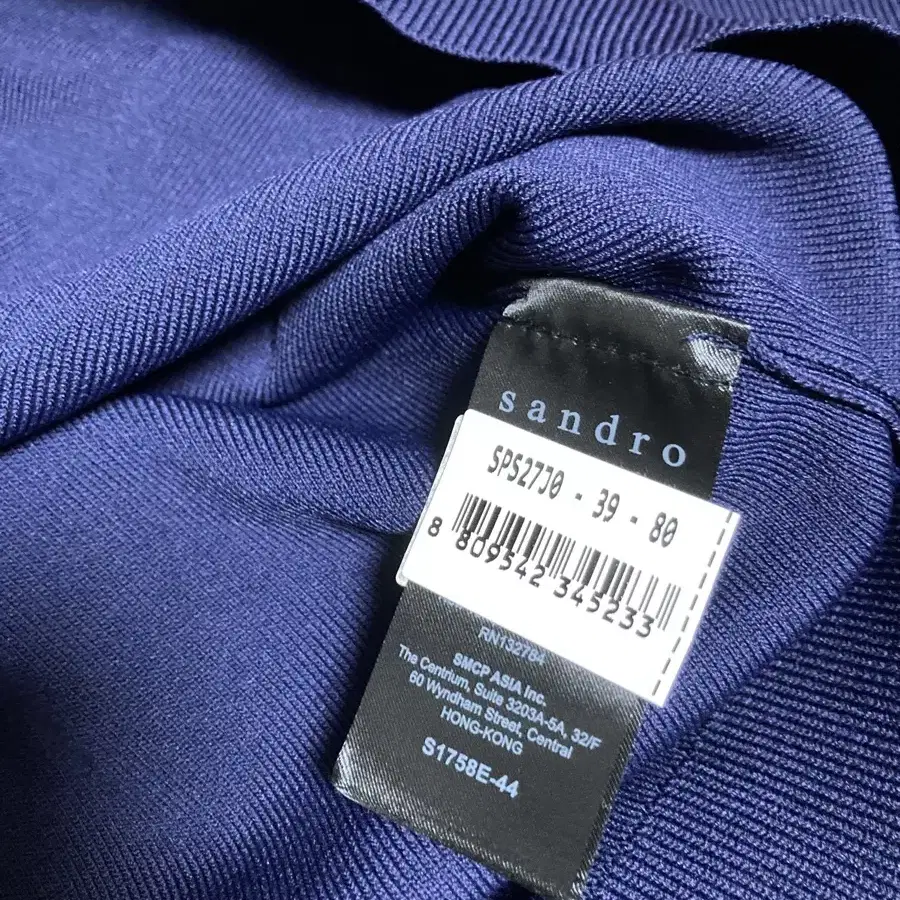 sandro
SPS27J0 - 39 - 80
8 809542 345233
RN132784
SMCP ASIA Inc.
The Centrium, Suite 3203A-5A, 32/F
60 Wyndham Street, Central
HONG-KONG
S1758E-44